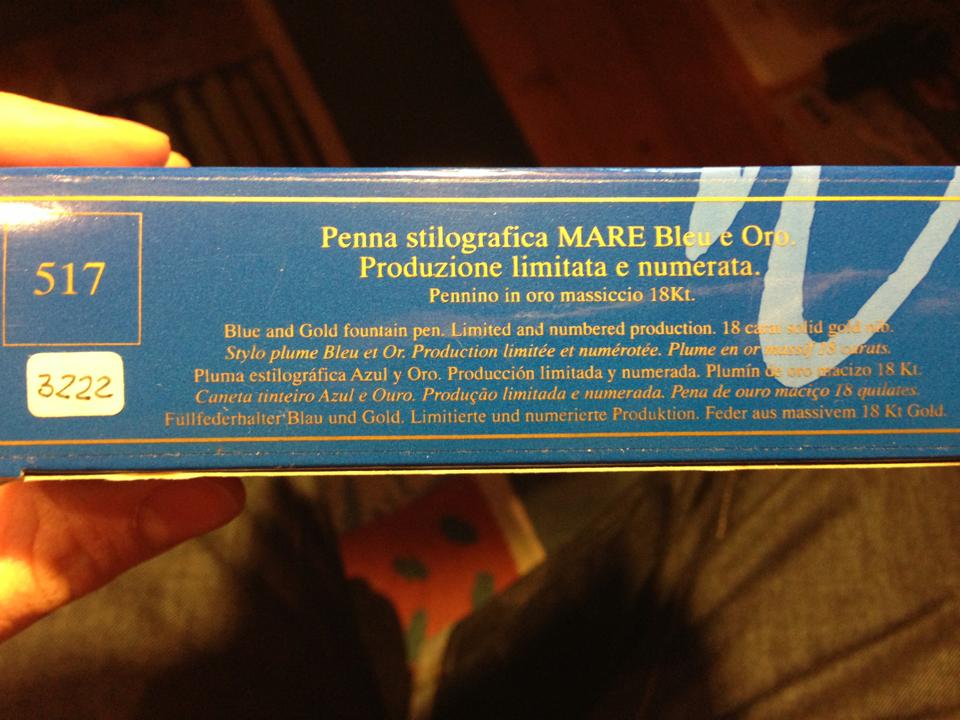 517
3222
Penna stilografica MARE Bleu e Oro.
Produzione limitata e numerata.
Pennino in oro massiccio 18Kt.
Blue and Gold fountain pen. Limited and numbered production. 18 carat solid gold nib.
Stylo plume Bleu et Or. Production limitée et numérotée. Plume en or massif 18 carats.
Pluma estilográfica Azul y Oro. Producción limitada y numerada. Plumín de oro macizo 18 Kt.
Caneta tinteiro Azul e Ouro. Produção limitada e numerada. Pena de ouro maciço 18 quilates.
Füllfederhalter Blau und Gold. Limitierte und numerierte Produktion. Feder aus massivem 18 Kt Gold.